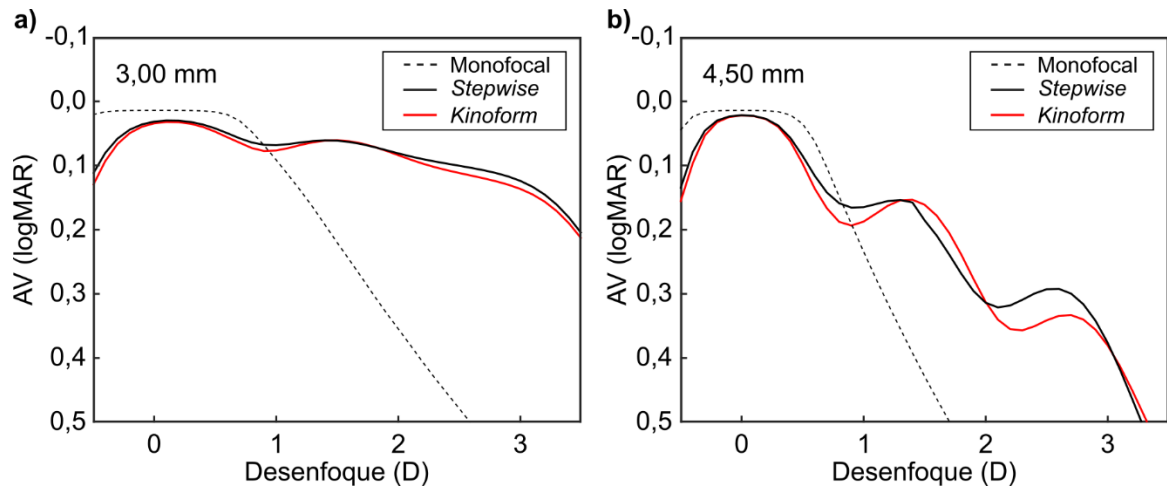 a)
-0,1
0,0
0,1
0,2
0,3
0,4
0,5
AV (logMAR)
3,00 mm
Monofocal
Stepwise
Kinoform
0
1
2
3
Desenfoque (D)
b)
-0,1
0,0
0,1
0,2
0,3
0,4
0,5
AV (logMAR)
4,50 mm
Monofocal
Stepwise
Kinoform
0
1
2
3
Desenfoque (D)